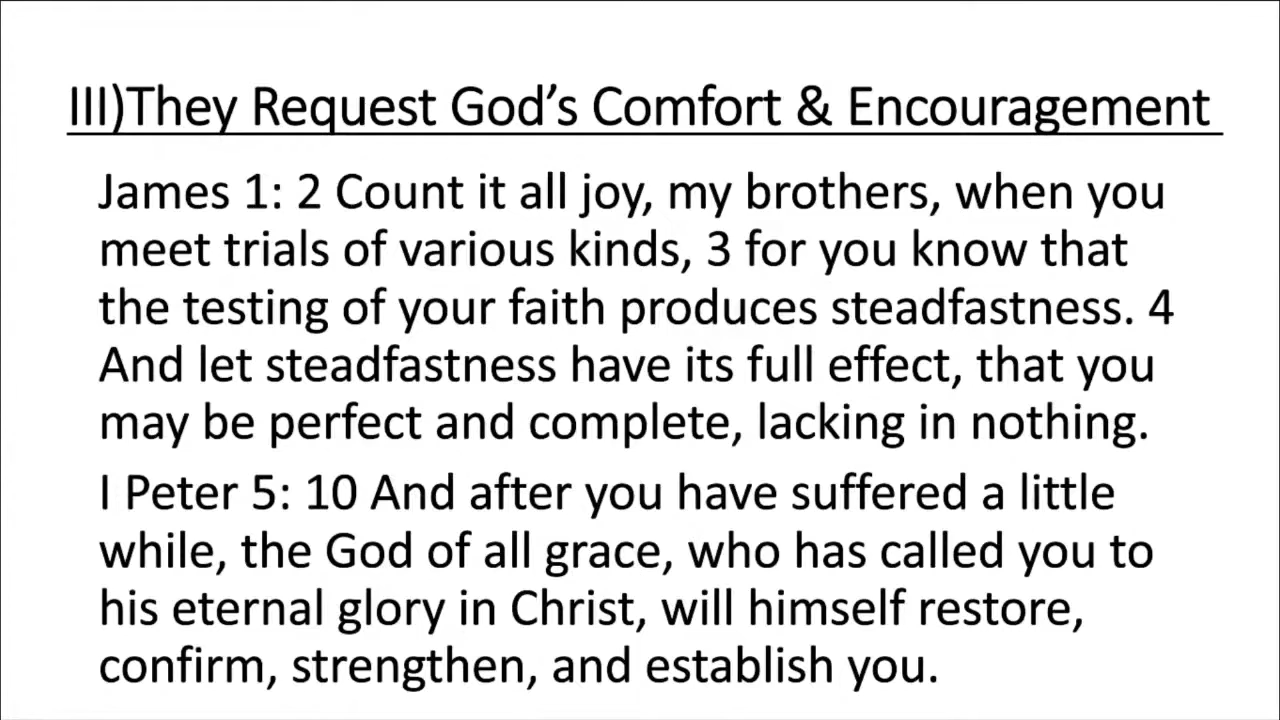 III)They Request God’s Comfort & Encouragement
James 1: 2 Count it all joy, my brothers, when you
meet trials of various kinds, 3 for you know that
the testing of your faith produces steadfastness. 4
And let steadfastness have its full effect, that you
may be perfect and complete, lacking in nothing.
I Peter 5: 10 And after you have suffered a little
while, the God of all grace, who has called you to
his eternal glory in Christ, will himself restore,
confirm, strengthen, and establish you.